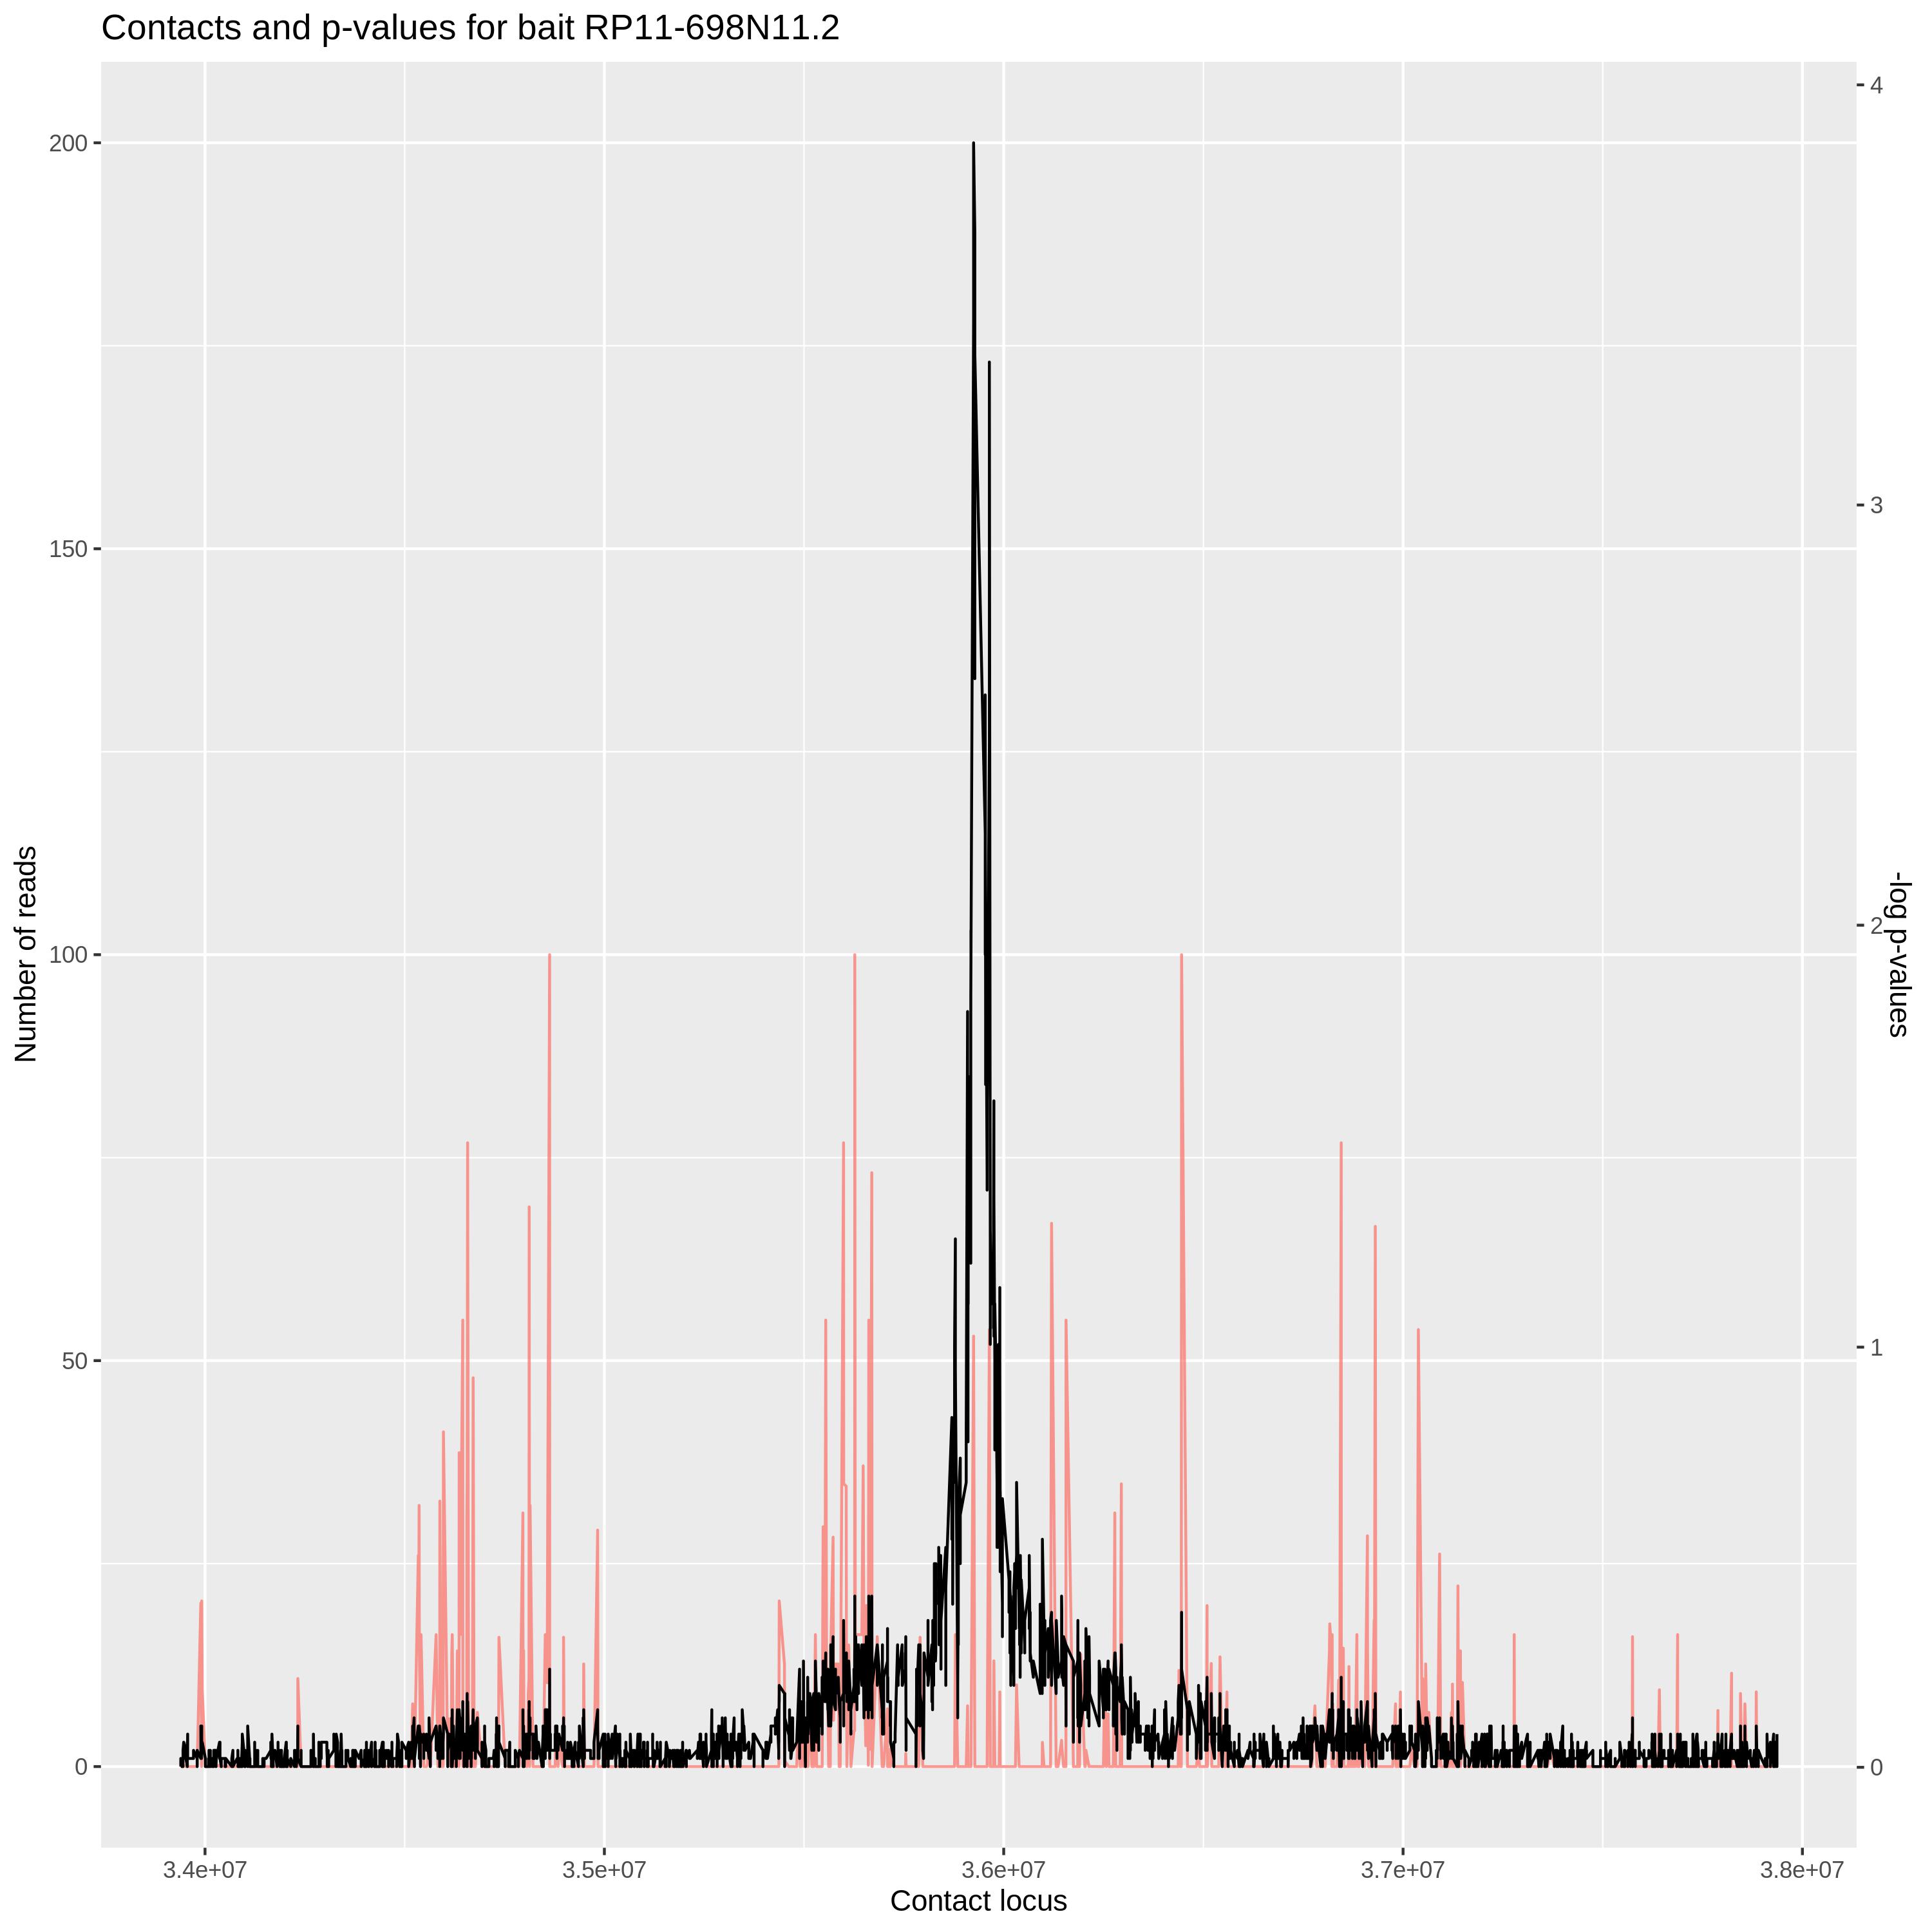 Contacts and p-values for bait RP11-698N11.2
200
150
100
50
0
Number of reads
4
3
2
1
0
-log p-values
3.4e+07
3.5e+07
3.6e+07
3.7e+07
3.8e+07
Contact locus